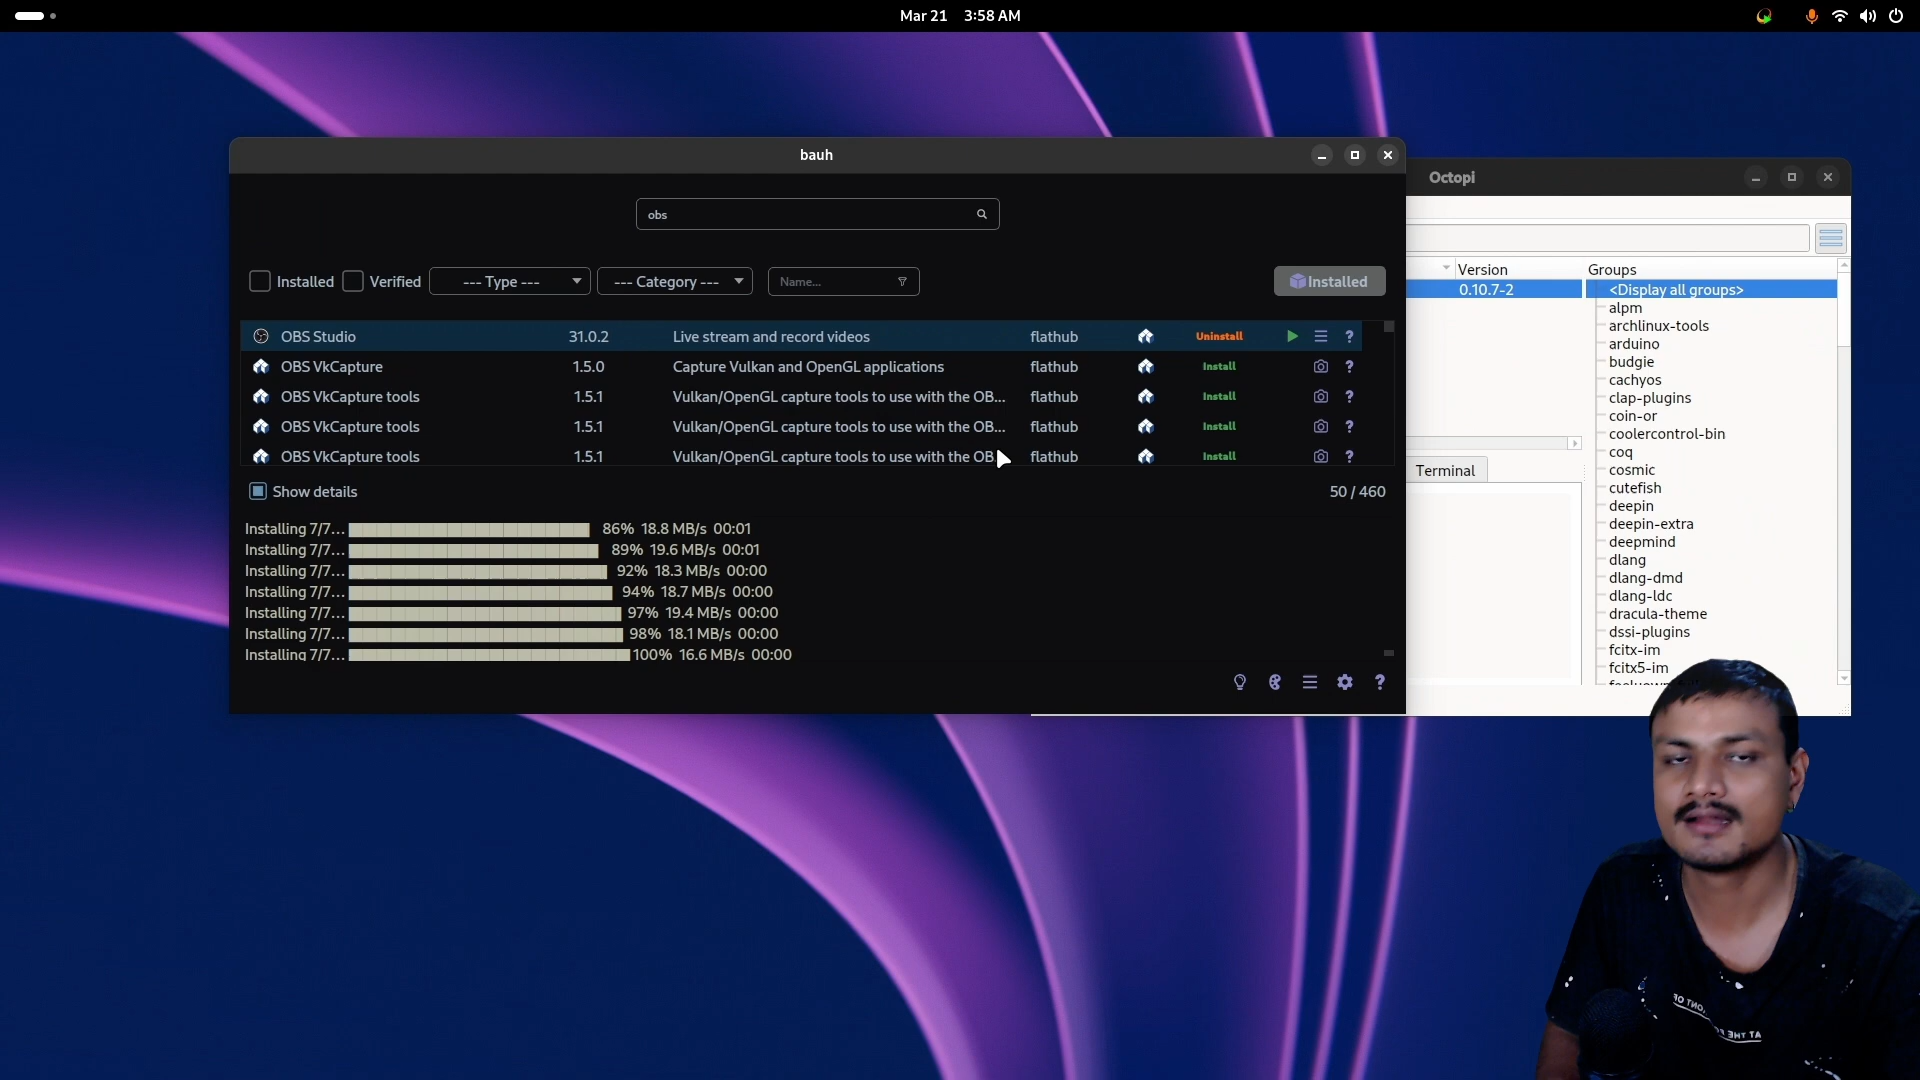 Mar 21 3:58 AM
bauh
obs
Installed Verified --- Type --- --- Category --- Name... Installed
OBS Studio 31.0.2 Live stream and record videos flathub Uninstall ?
OBS VkCapture 1.5.0 Capture Vulkan and OpenGL applications flathub Install ?
OBS VkCapture tools 1.5.1 Vulkan/OpenGL capture tools to use with the OB... flathub Install ?
OBS VkCapture tools 1.5.1 Vulkan/OpenGL capture tools to use with the OB... flathub Install ?
OBS VkCapture tools 1.5.1 Vulkan/OpenGL capture tools to use with the OB flathub Install ?
Show details 50 / 460
Installing 7/7... 86% 18.8 MB/s 00:01
Installing 7/7... 89% 19.6 MB/s 00:01
Installing 7/7... 92% 18.3 MB/s 00:00
Installing 7/7... 94% 18.7 MB/s 00:00
Installing 7/7... 97% 19.4 MB/s 00:00
Installing 7/7... 98% 18.1 MB/s 00:00
Installing 7/7... 100% 16.6 MB/s 00:00
?
Octopi
Version
0.10.7-2
Terminal
Groups
<Display all groups>
alpm
archlinux-tools
arduino
budgie
cachyos
clap-plugins
coin-or
coolercontrol-bin
coq
cosmic
cutefish
deepin
deepin-extra
deepmind
dlang
dlang-dmd
dlang-ldc
dracula-theme
dssi-plugins
fcitx-im
fcitx5-im